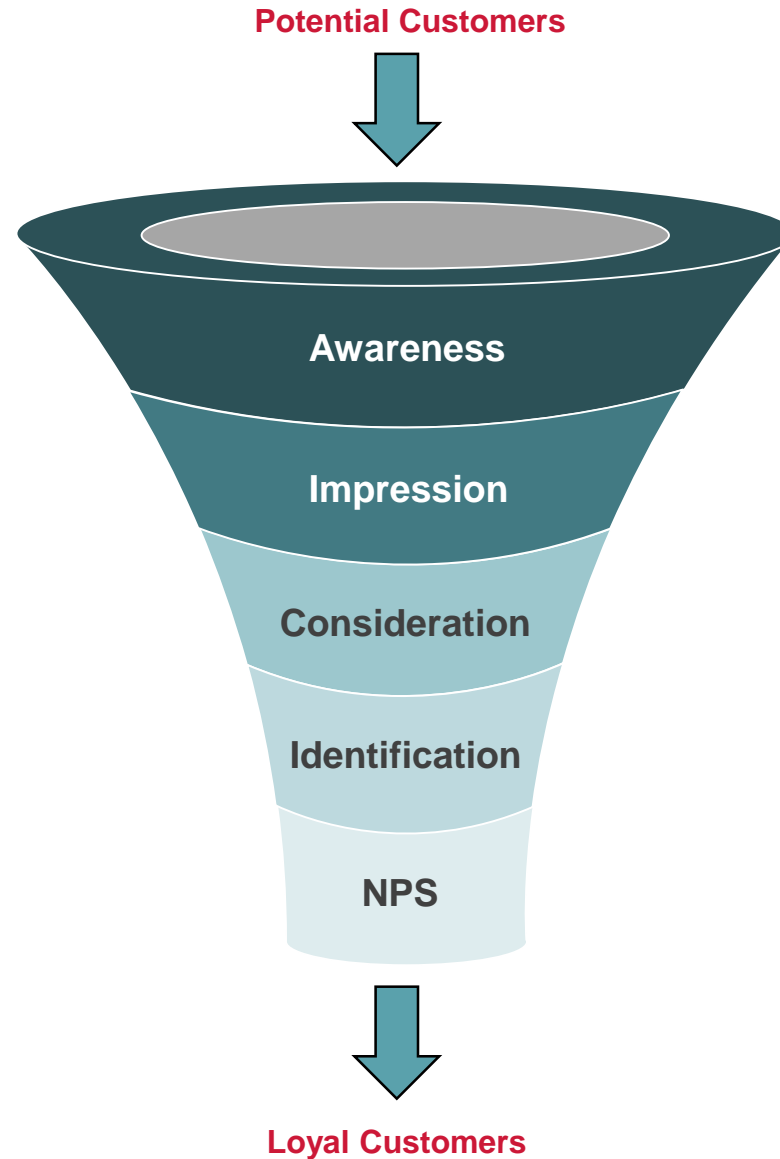 Potential Customers
Awareness
Impression
Consideration
Identification
NPS
Loyal Customers